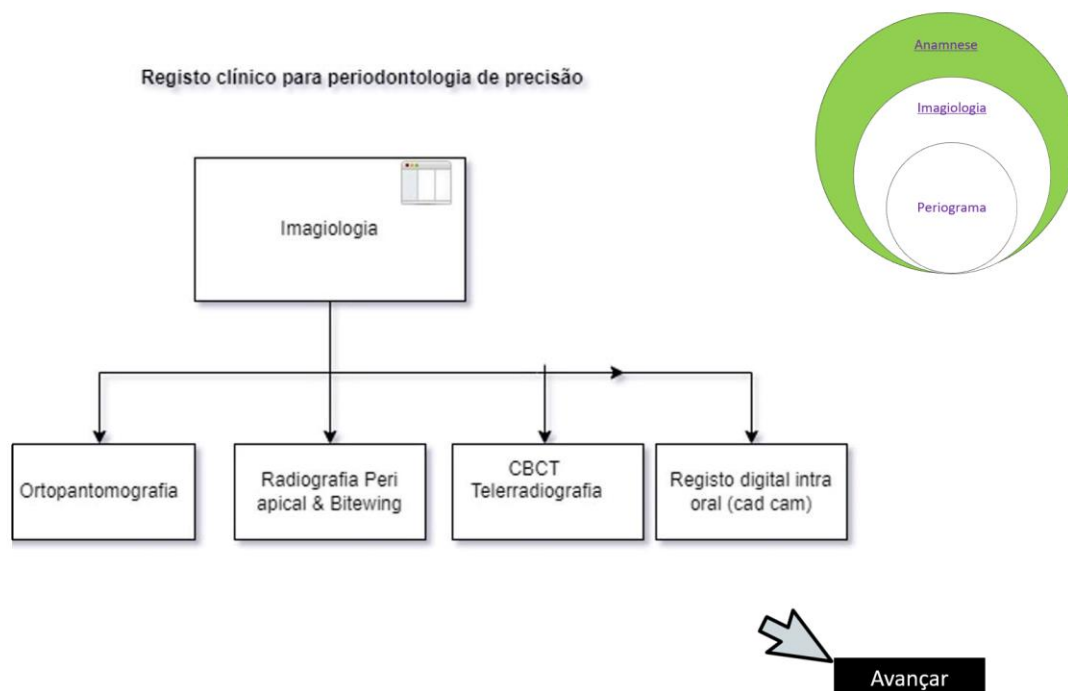 Registo clínico para periodontologia de precisão
Anamnese
Imagiologia
Periograma
Imagiologia
Ortopantomografia
Radiografia Peri
apical & Bitewing
CBCT
Telerradiografia
Registo digital intra
oral (cad cam)
Avançar